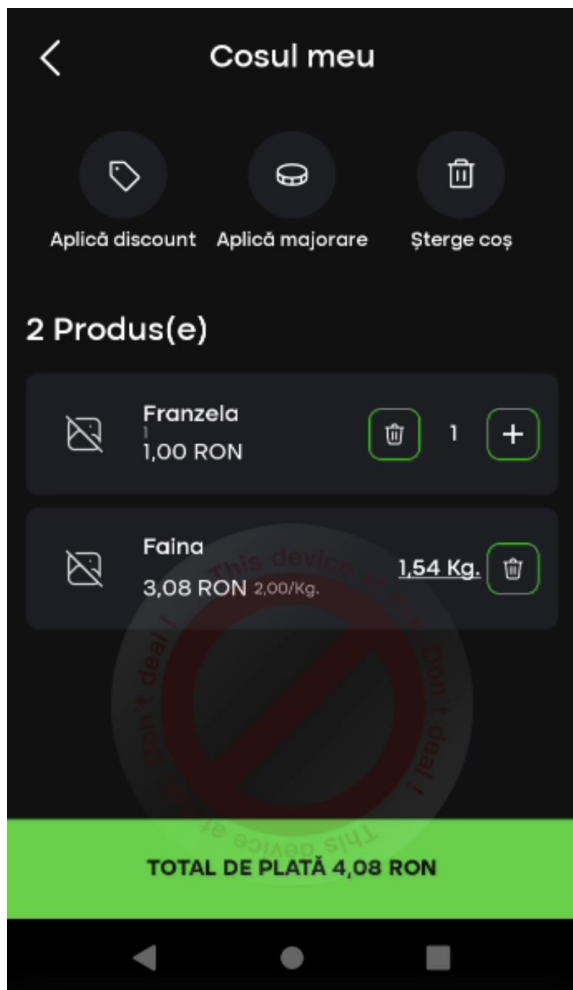 Cosul meu
Aplică discount Aplică majorare Șterge coș
2 Produs(e)
Franzela
1
1,00 RON
1
Faina
3,08 RON 2,00/Kg.
1,54 Kg.
TOTAL DE PLATĂ 4,08 RON
This device at
Don't deal !
This device at
Don't deal !